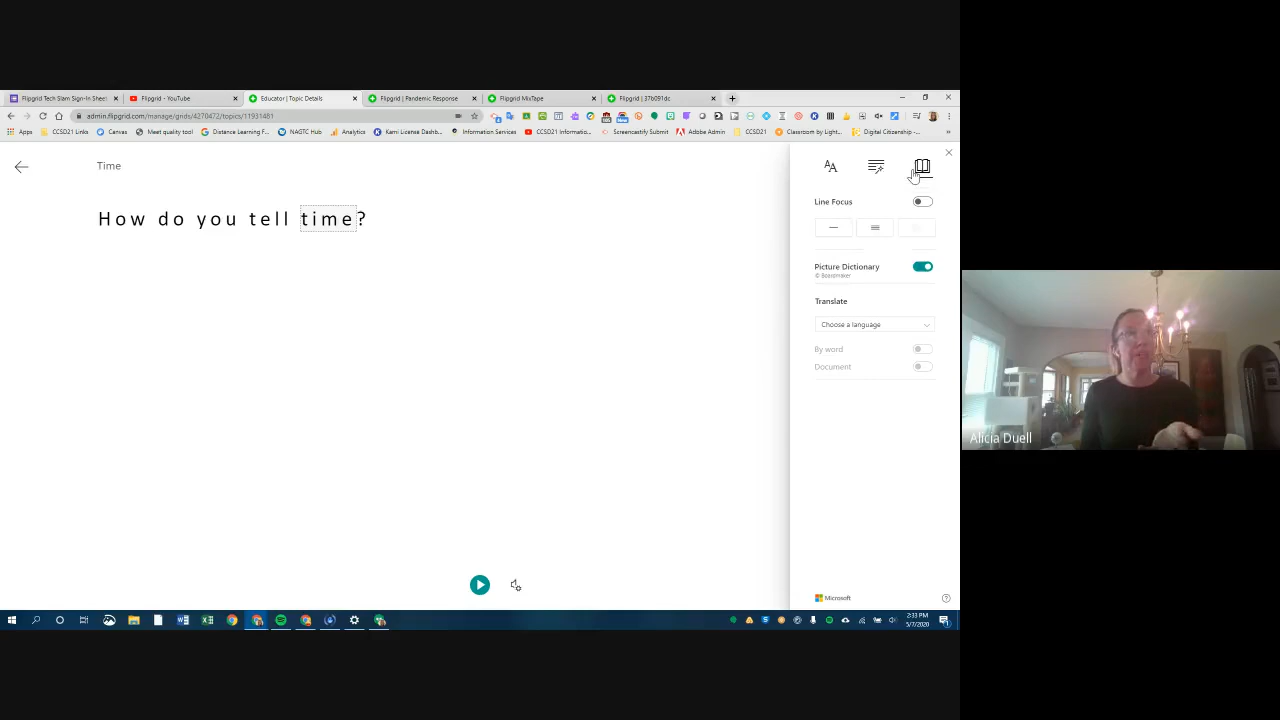 Flipgrid Tech Slam Sign-In Sheet
Flipgrid - YouTube
Educator | Topic Details
Flipgrid | Pandemic Response
Flipgrid MixTape
Flipgrid | 37b091dc
admin.flipgrid.com/manage/grids/4270472/topics/11931481
Apps
CCSD21 Links
Canvas
Meet quality tool
Distance Learning F...
NAGTC Hub
Analytics
Kami License Dashb...
Information Services
CCSD21 Informatio...
Screencastify Submit
Adobe Admin
CCSD21
Classroom by Light...
Digital Citizenship -...
Time
How do you tell time?
Line Focus
Picture Dictionary
© Boardmaker
Translate
Choose a language
By word
Document
Microsoft
2:33 PM
5/7/2020
Alicia Duell